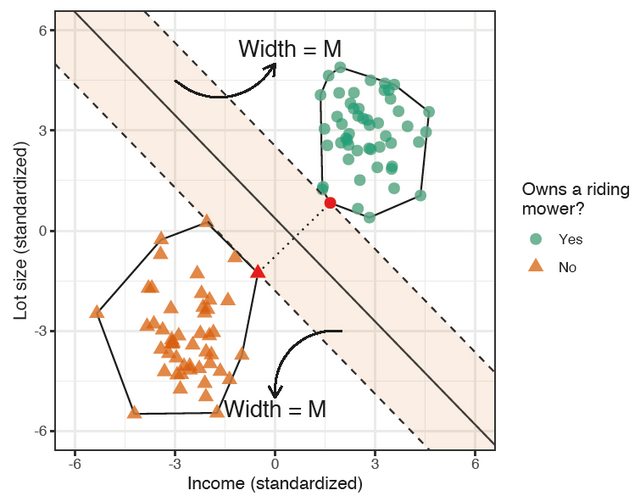 6
3
0
-3
-6
-6
-3
0
3
6
Lot size (standardized)
Income (standardized)
Width = M
Width = M
Owns a riding
mower?
Yes
No